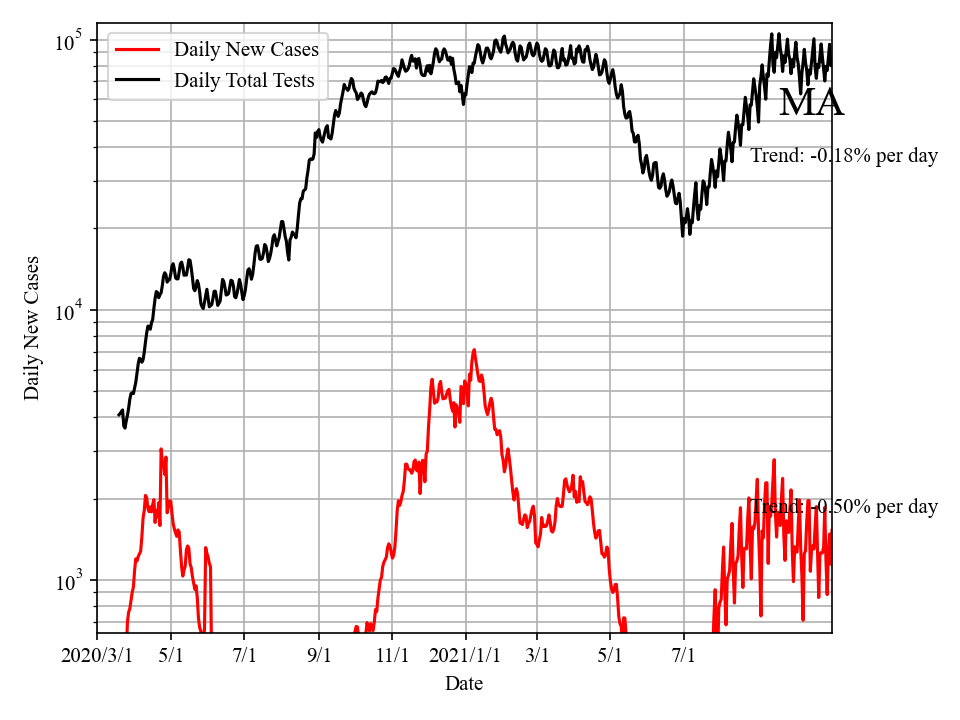 10^5
Daily New Cases
Daily Total Tests
MA
Trend: -0.18% per day
Daily New Cases
10^4
Trend: -0.50% per day
10^3
2020/3/1 5/1 7/1 9/1 11/1 2021/1/1 3/1 5/1 7/1
Date